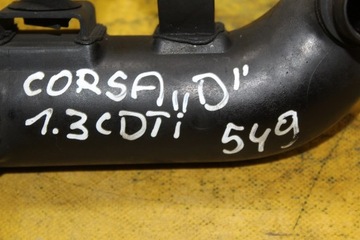 CORSA „D"
1.3CDTi 549